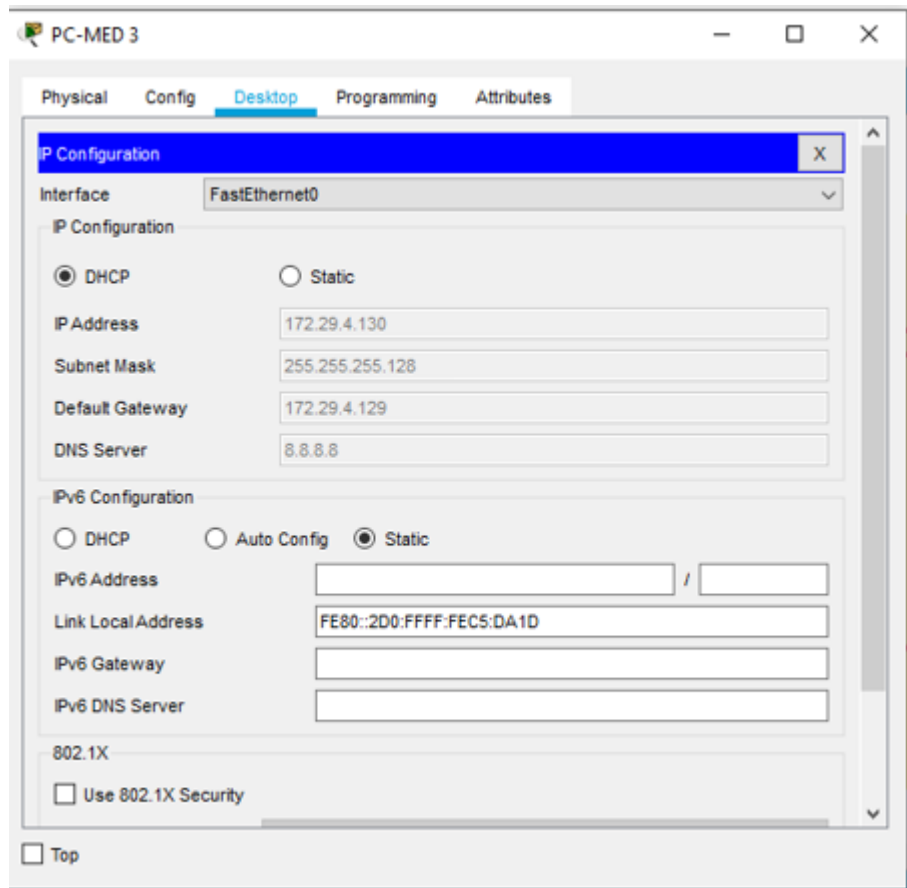 PC-MED 3
Physical Config Desktop Programming Attributes
IP Configuration X
Interface FastEthernet0
IP Configuration
DHCP Static
IP Address 172.29.4.130
Subnet Mask 255.255.255.128
Default Gateway 172.29.4.129
DNS Server 8.8.8.8
IPv6 Configuration
DHCP Auto Config Static
IPv6 Address /
Link Local Address FE80::2D0:FFFF:FEC5:DA1D
IPv6 Gateway
IPv6 DNS Server
802.1X
Use 802.1X Security
Top